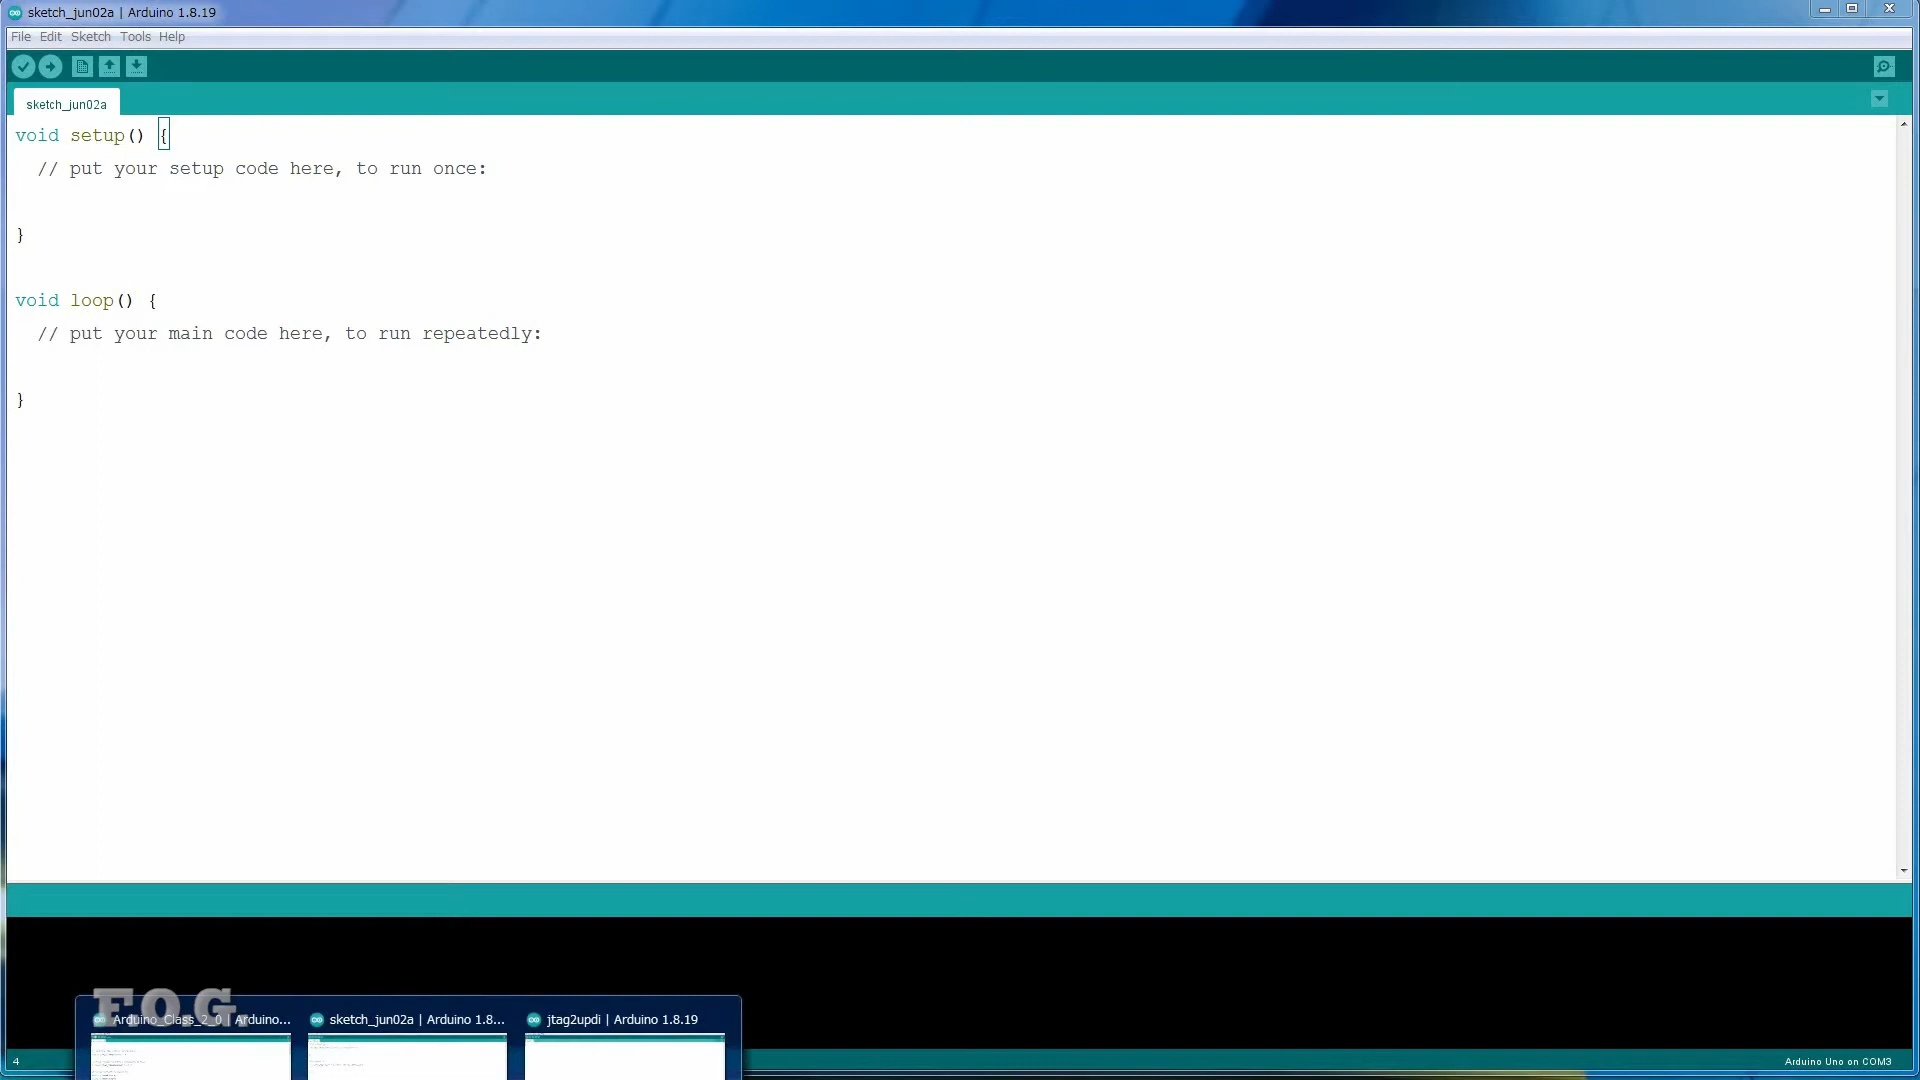 sketch_jun02a | Arduino 1.8.19
File Edit Sketch Tools Help
sketch_jun02a
void setup() {
// put your setup code here, to run once:
}
void loop() {
// put your main code here, to run repeatedly:
}
F.O.G.
Arduino_Class_2_0 | Arduino... sketch_jun02a | Arduino 1.8... jtag2updi | Arduino 1.8.19
4 Arduino Uno on COM3